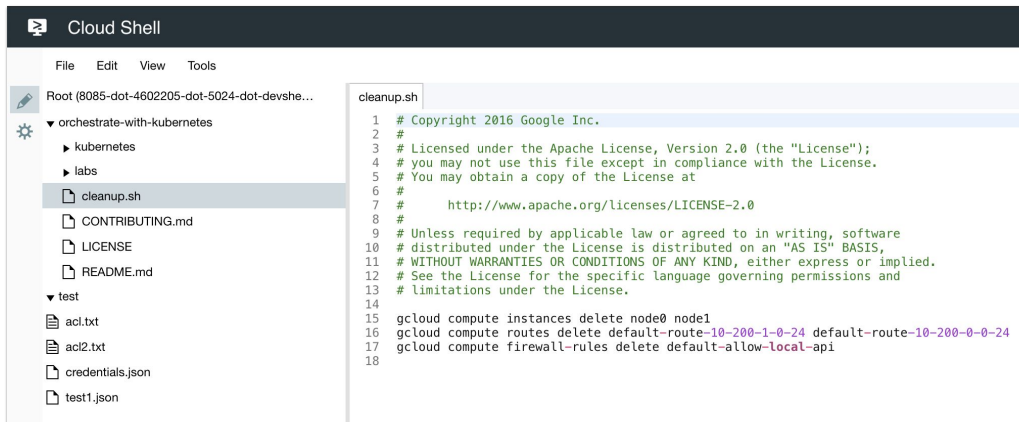 Cloud Shell
File Edit View Tools
Root (8085-dot-4602205-dot-5024-dot-devshe...
orchestrate-with-kubernetes
kubernetes
labs
cleanup.sh
CONTRIBUTING.md
LICENSE
README.md
test
acl.txt
acl2.txt
credentials.json
test1.json
cleanup.sh
1 # Copyright 2016 Google Inc.
2 #
3 # Licensed under the Apache License, Version 2.0 (the "License");
4 # you may not use this file except in compliance with the License.
5 # You may obtain a copy of the License at
6 #
7 #      http://www.apache.org/licenses/LICENSE-2.0
8 #
9 # Unless required by applicable law or agreed to in writing, software
10 # distributed under the License is distributed on an "AS IS" BASIS,
11 # WITHOUT WARRANTIES OR CONDITIONS OF ANY KIND, either express or implied.
12 # See the License for the specific language governing permissions and
13 # limitations under the License.
14
15 gcloud compute instances delete node0 node1
16 gcloud compute routes delete default-route-10-200-1-0-24 default-route-10-200-0-0-24
17 gcloud compute firewall-rules delete default-allow-local-api
18